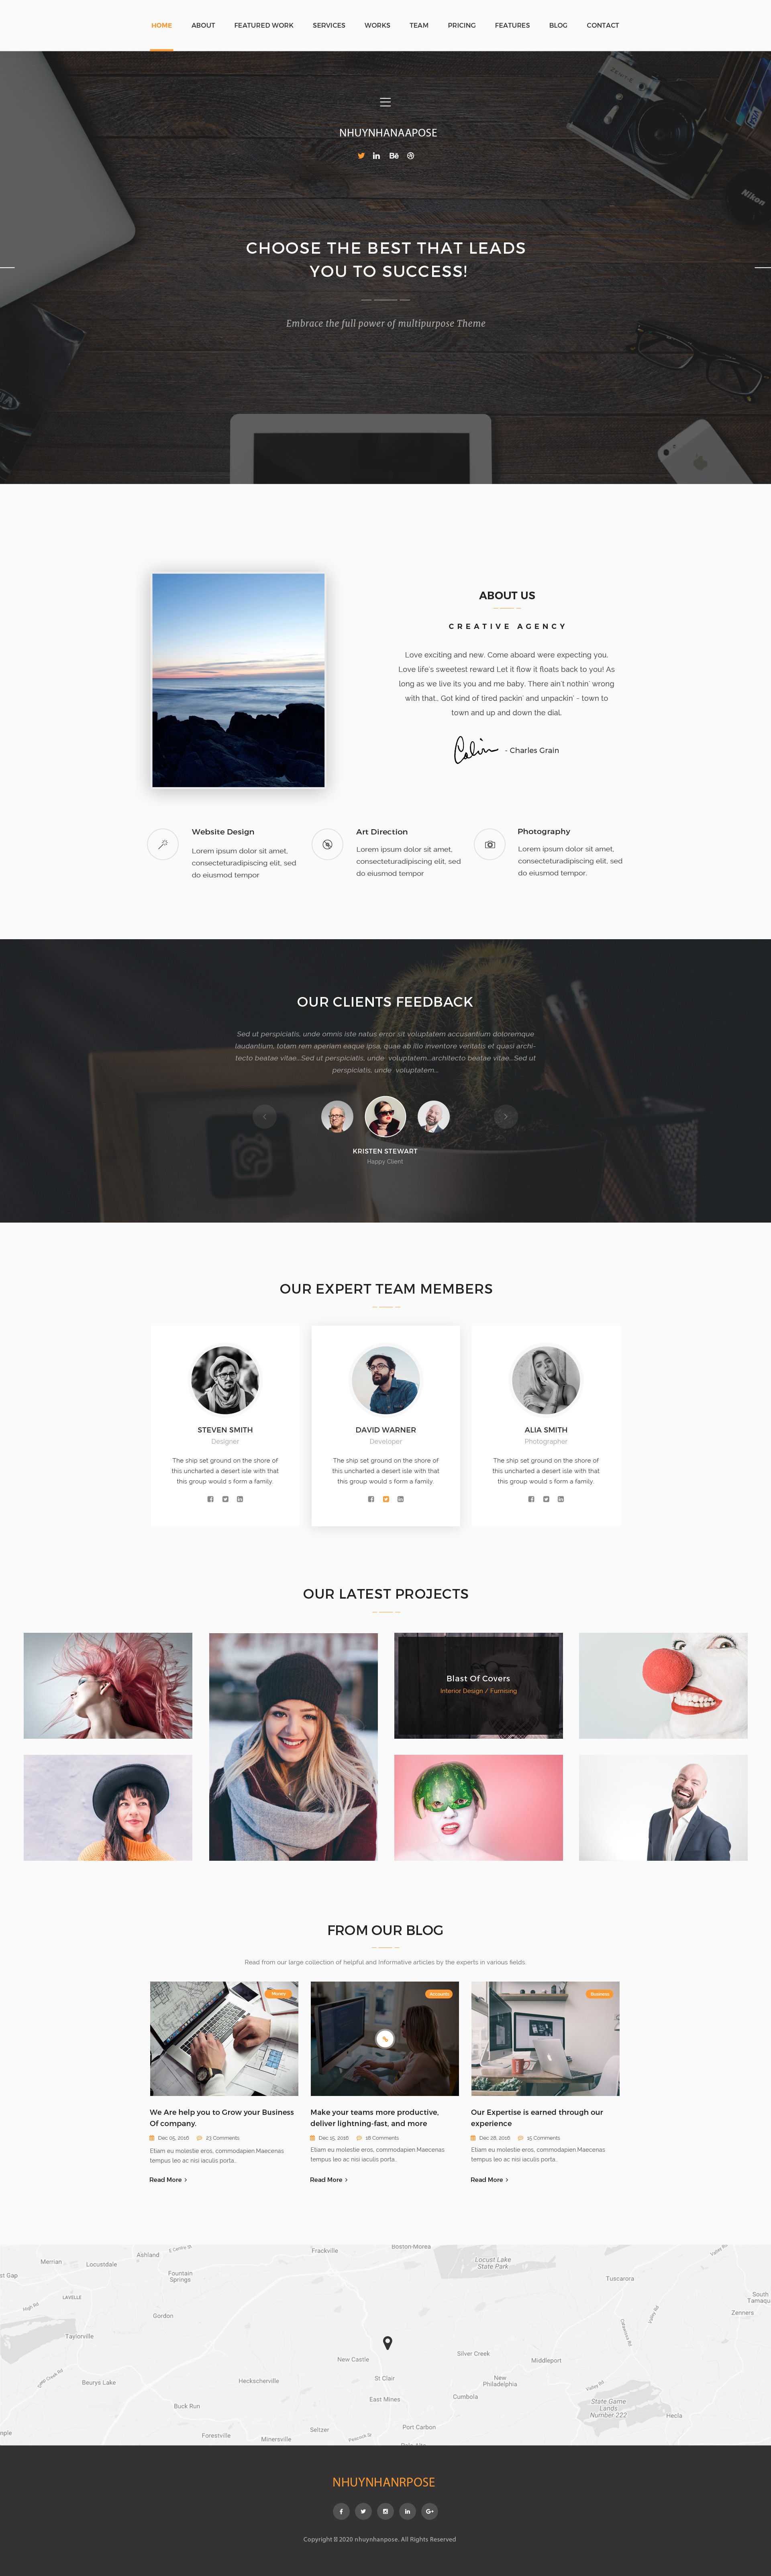 HOME ABOUT FEATURED WORK SERVICES WORKS TEAM PRICING FEATURES BLOG CONTACT
NHUYNHANAAPOSE
CHOOSE THE BEST THAT LEADS
YOU TO SUCCESS!
Embrace the full power of multipurpose Theme
Nikon
ABOUT US
CREATIVE AGENCY
Love exciting and new. Come aboard were expecting you.
Love life's sweetest reward Let it flow it floats back to you! As
long as we live its you and me baby. There ain't nothin' wrong
with that.. Got kind of tired packin' and unpackin' - town to
town and up and down the dial.
Colin - Charles Grain
Website Design
Lorem ipsum dolor sit amet,
consecteturadipiscing elit, sed
do eiusmod tempor
Art Direction
Lorem ipsum dolor sit amet,
consecteturadipiscing elit, sed
do eiusmod tempor
Photography
Lorem ipsum dolor sit amet,
consecteturadipiscing elit, sed
do eiusmod tempor.
OUR CLIENTS FEEDBACK
Sed ut perspiciatis, unde omnis iste natus error sit voluptatem accusantium doloremque
laudantium, totam rem aperiam eaque ipsa, quae ab illo inventore veritatis et quasi archi-
tecto beatae vitae...Sed ut perspiciatis, unde voluptatem...architecto beatae vitae...Sed ut
perspiciatis, unde voluptatem...
KRISTEN STEWART
Happy Client
OUR EXPERT TEAM MEMBERS
STEVEN SMITH
Designer
The ship set ground on the shore of
this uncharted a desert isle with that
this group would s form a family.
DAVID WARNER
Developer
The ship set ground on the shore of
this uncharted a desert isle with that
this group would s form a family.
ALIA SMITH
Photographer
The ship set ground on the shore of
this uncharted a desert isle with that
this group would s form a family.
OUR LATEST PROJECTS
Blast Of Covers
Interior Design / Furnising
FROM OUR BLOG
Read from our large collection of helpful and Informative articles by the experts in various fields
Money
We Are help you to Grow your Business
Of company.
Dec 05, 2016 23 Comments
Etiam eu molestie eros, commodapien.Maecenas
tempus leo ac nisi iaculis porta..
Read More >
Accounts
Make your teams more productive,
deliver lightning-fast, and more
Dec 15, 2016 16 Comments
Etiam eu molestie eros, commodapien.Maecenas
tempus leo ac nisi iaculis porta..
Read More >
Business
Our Expertise is earned through our
experience
Dec 28, 2016 15 Comments
Etiam eu molestie eros, commodapien.Maecenas
tempus leo ac nisi iaculis porta..
Read More >
Frackville
Boston-Morea
Ashland
Merrian
Locustdale
Locust Lake
State Park
st Gap
Fountain
Springs
Tuscarora
LAVELLE
High Rd
South
Tamaqu
Gordon
Zenners
Valley Rd
Taylorville
New Castle
Silver Creek
Middleport
Beurys Lake
Heckscherville
St Clair
New
Philadelphia
East Mines
Cumbola
State Game
Lands
Number 222
Buck Run
Hecla
Seltzer
Port Carbon
Forestville
Minersville
NHUYNHANRPOSE
Copyright 2020 nhuynhanpose. All Rights Reserved